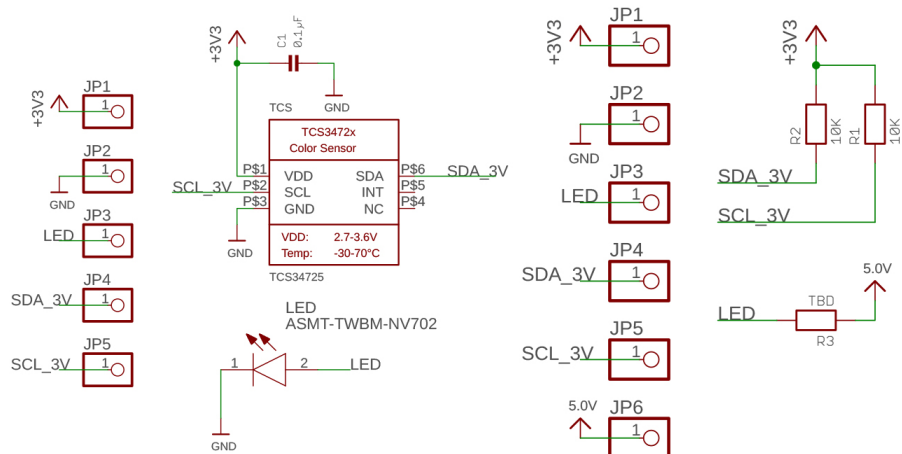 +3V3
JP1
1
JP2
1
GND
JP3
LED
1
JP4
SDA_3V
1
JP5
SCL_3V
1
+3V3
C1
0.1µF
GND
TCS
TCS3472x
Color Sensor
P$1
VDD
SDA
P$6
SDA_3V
SCL_3V
P$2
SCL
INT
P$5
P$3
GND
NC
P$4
GND
VDD: 2.7-3.6V
Temp: -30-70°C
TCS34725
LED
ASMT-TWBM-NV702
1
2
LED
GND
+3V3
JP1
1
JP2
1
GND
JP3
LED
1
JP4
SDA_3V
1
JP5
SCL_3V
1
5.0V
JP6
1
+3V3
R2
10K
R1
10K
SDA_3V
SCL_3V
5.0V
TBD
LED
R3